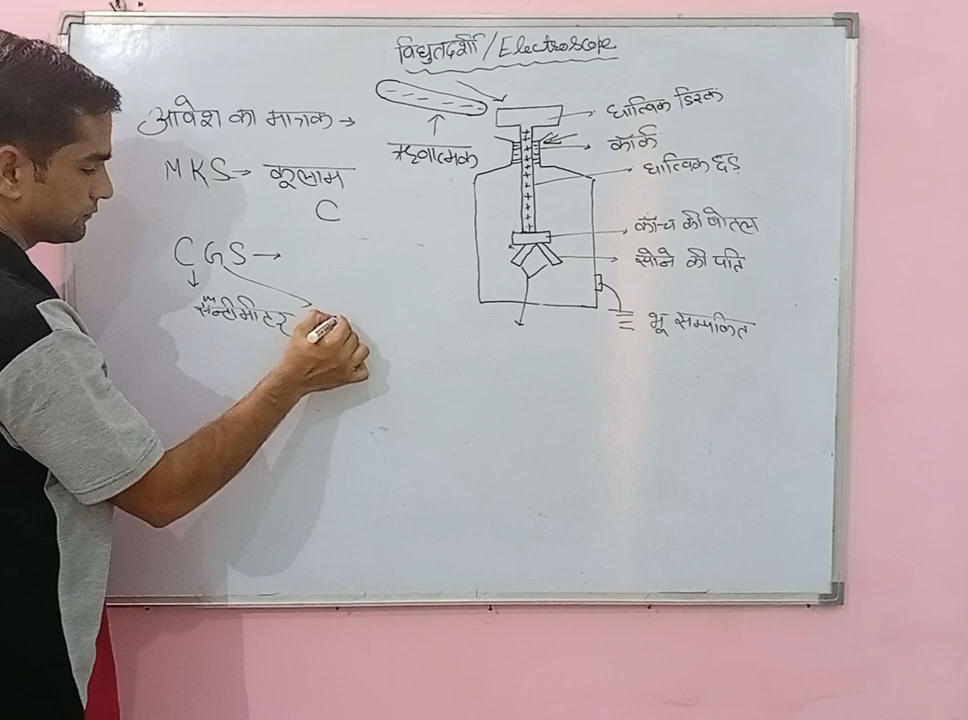 विधुतदर्शी / Electroscope
आवेश का मात्रक →
MKS → कूलाम
C
CGS →
सेन्टीमीटर
ऋणात्मक
धात्विक डिस्क
कॉर्क
धात्विक छड़
कॉच की बोतल
सोने की पति
भू सम्पर्कित